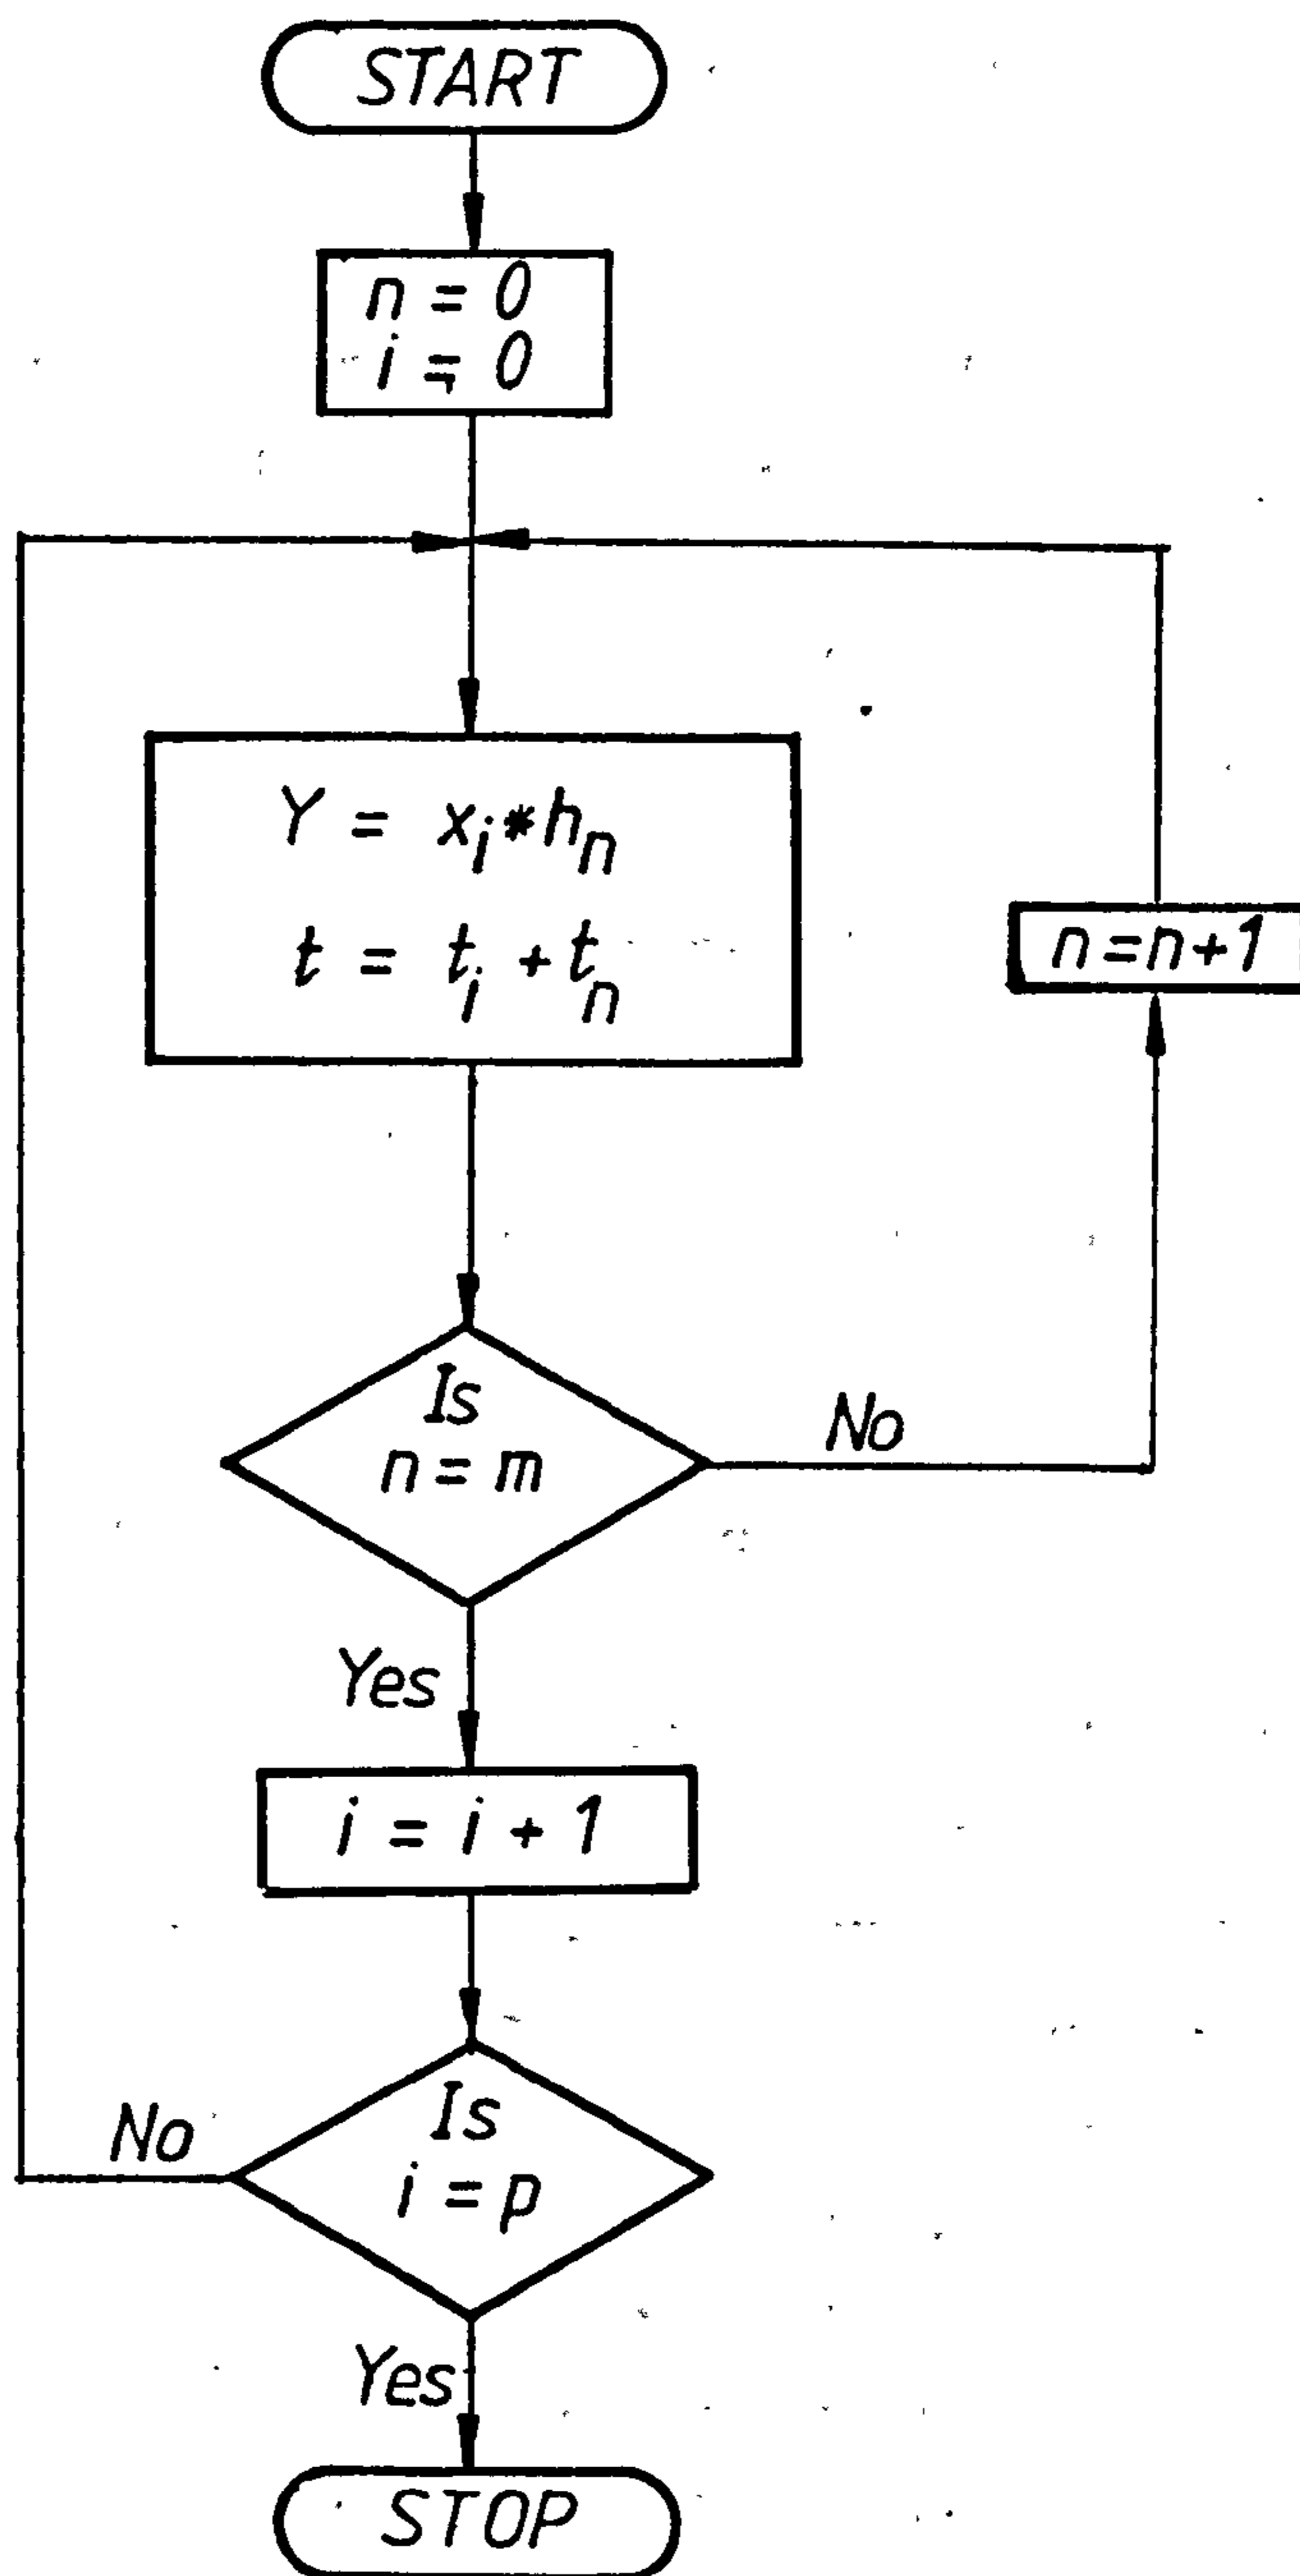 START
n = 0
i = 0
Y = x_i * h_n
t = t_i + t_n
n = n + 1
Is
n = m
No
Yes
i = i + 1
Is
i = p
No
Yes
STOP